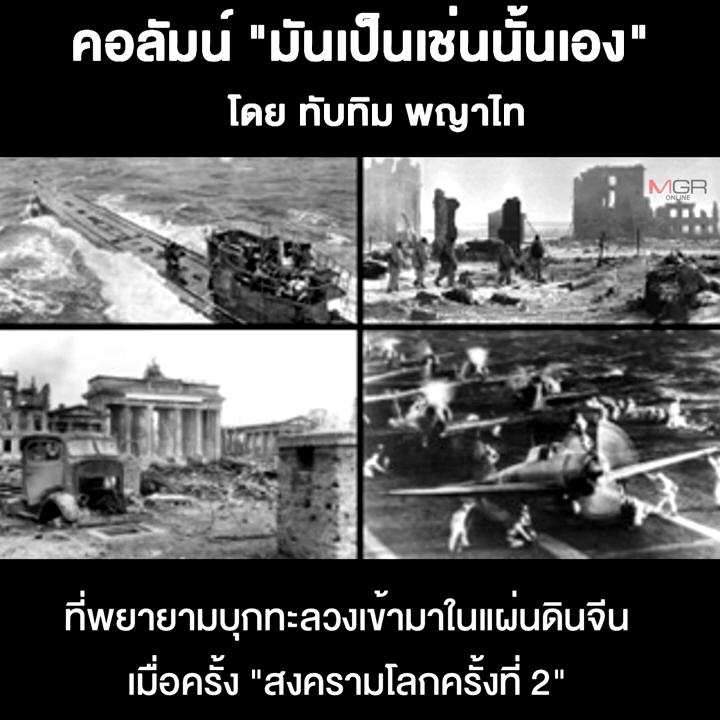 คอลัมน์ "มันเป็นเช่นนั้นเอง"
โดย ทับทิม พญาไท
MGR
ONLINE
ที่พยายามบุกทะลวงเข้ามาในแผ่นดินจีน
เมื่อครั้ง "สงครามโลกครั้งที่ 2"